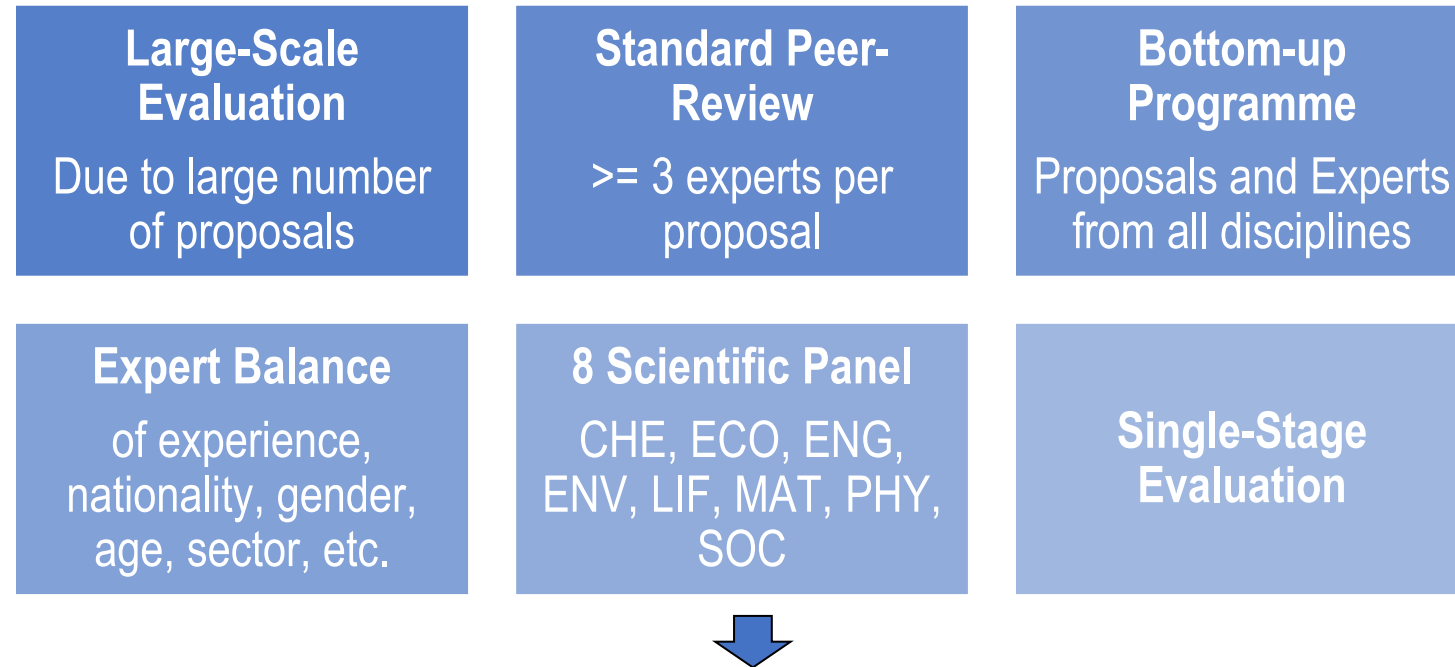 Large-Scale
Evaluation
Due to large number
of proposals
Standard Peer-
Review
>= 3 experts per
proposal
Bottom-up
Programme
Proposals and Experts
from all disciplines
Expert Balance
of experience,
nationality, gender,
age, sector, etc.
8 Scientific Panel
CHE, ECO, ENG,
ENV, LIF, MAT, PHY,
SOC
Single-Stage
Evaluation